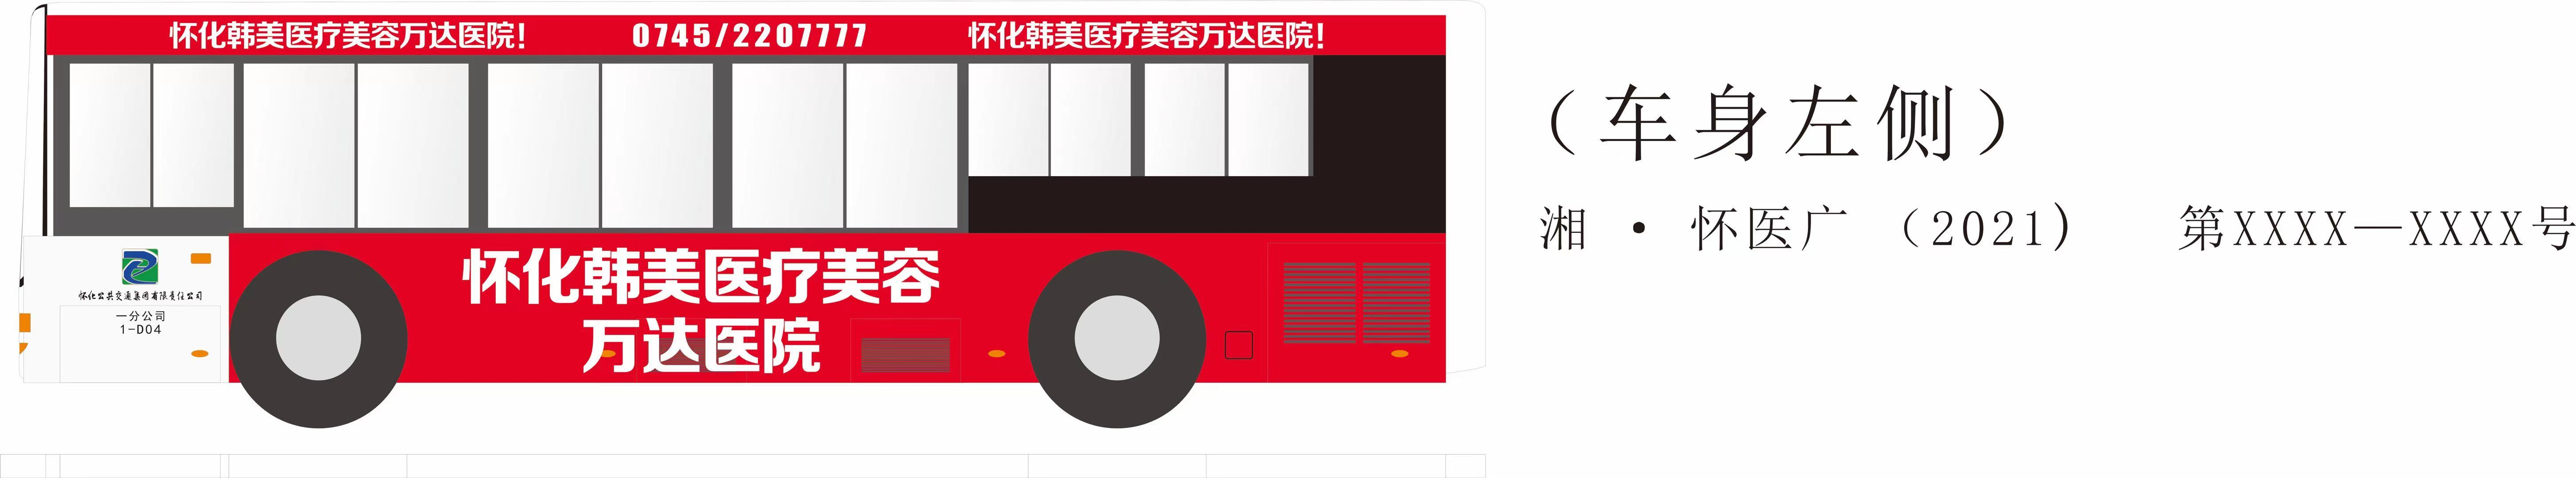 怀化韩美医疗美容万达医院！ 0745/2207777 怀化韩美医疗美容万达医院！
怀化公共交通集团有限责任公司
一分公司
1-D04
怀化韩美医疗美容
万达医院
（车身左侧）
湘·怀医广（2021) 第XXXX—XXXX号